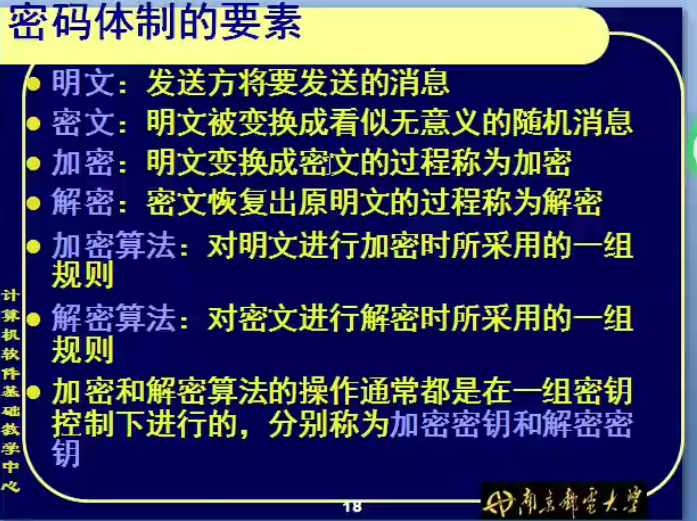 密码体制的要素
明文：发送方将要发送的消息
密文：明文被变换成看似无意义的随机消息
加密：明文变换成密文的过程称为加密
解密：密文恢复出原明文的过程称为解密
加密算法：对明文进行加密时所采用的一组
规则
解密算法：对密文进行解密时所采用的一组
规则
加密和解密算法的操作通常都是在一组密钥
控制下进行的，分别称为加密密钥和解密密
钥
计算机软件基础教学中心
18
南京邮电大学